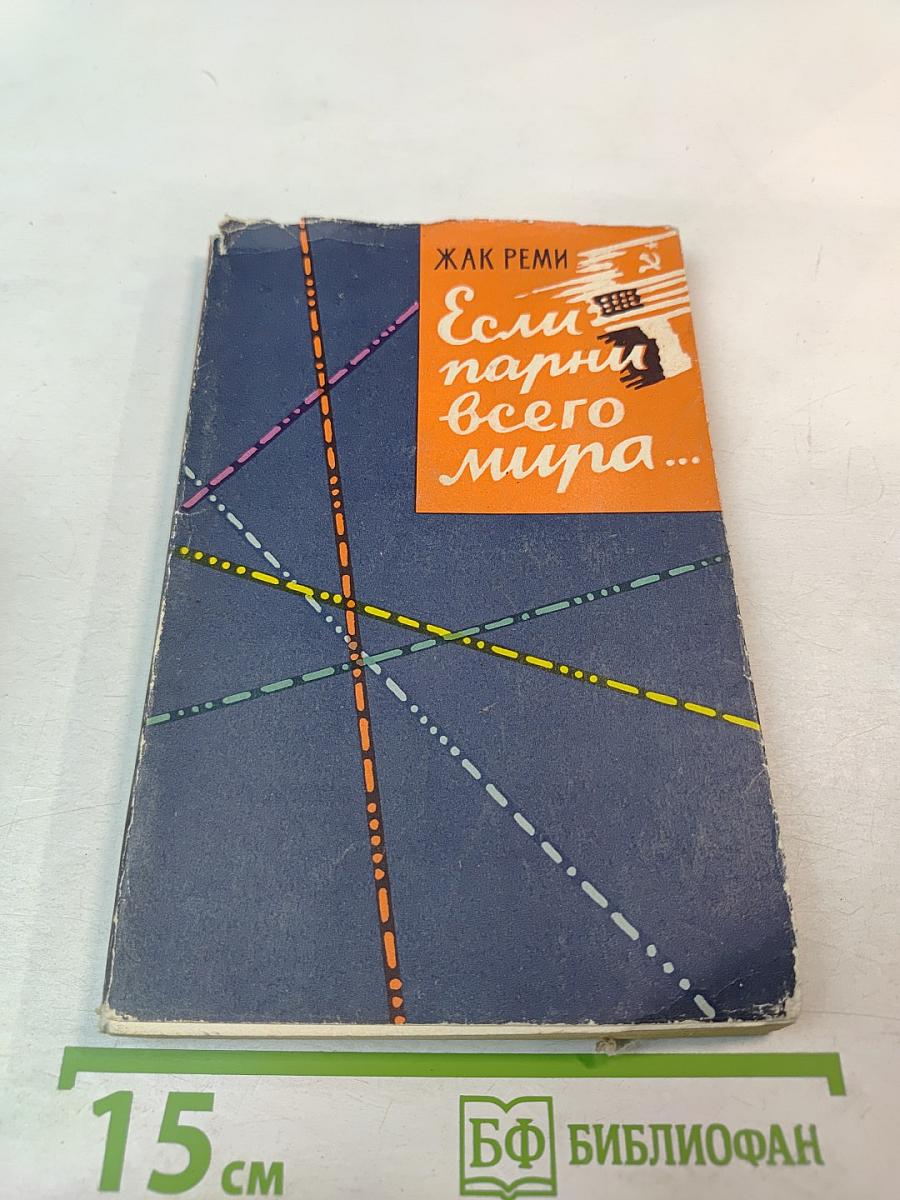 ЖАК РЕМИ
Если
парни
всего
мира...
15 см
БФ БИБЛИОФАН